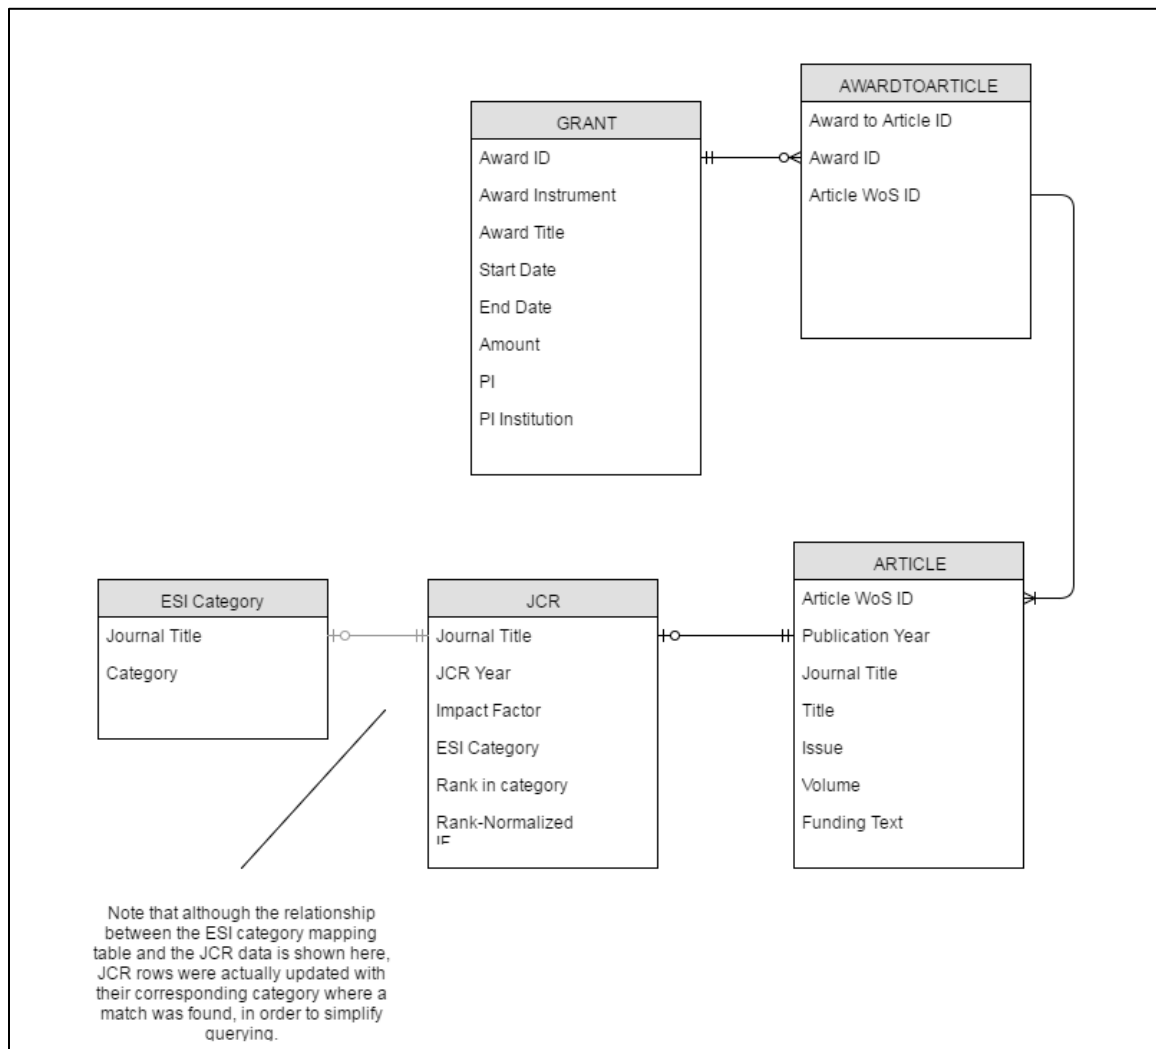 AWARDTOARTICLE
Award to Article ID
Award ID
Article WoS ID
GRANT
Award ID
Award Instrument
Award Title
Start Date
End Date
Amount
PI
PI Institution
ESI Category
Journal Title
Category
JCR
Journal Title
JCR Year
Impact Factor
ESI Category
Rank in category
Rank-Normalized
IF
ARTICLE
Article WoS ID
Publication Year
Journal Title
Title
Issue
Volume
Funding Text
Note that although the relationship
between the ESI category mapping
table and the JCR data is shown here,
JCR rows were actually updated with
their corresponding category where a
match was found, in order to simplify
querying.